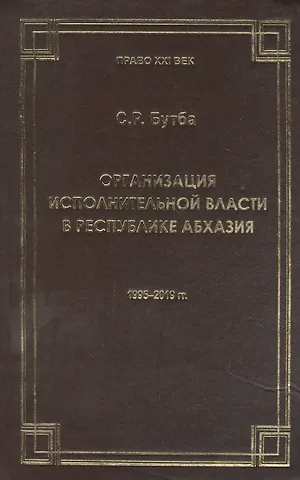 ПРАВО XXI ВЕК
С.Р. Бутба
ОРГАНИЗАЦИЯ
ИСПОЛНИТЕЛЬНОЙ ВЛАСТИ
В РЕСПУБЛИКЕ АБХАЗИЯ
1995–2019 гг.